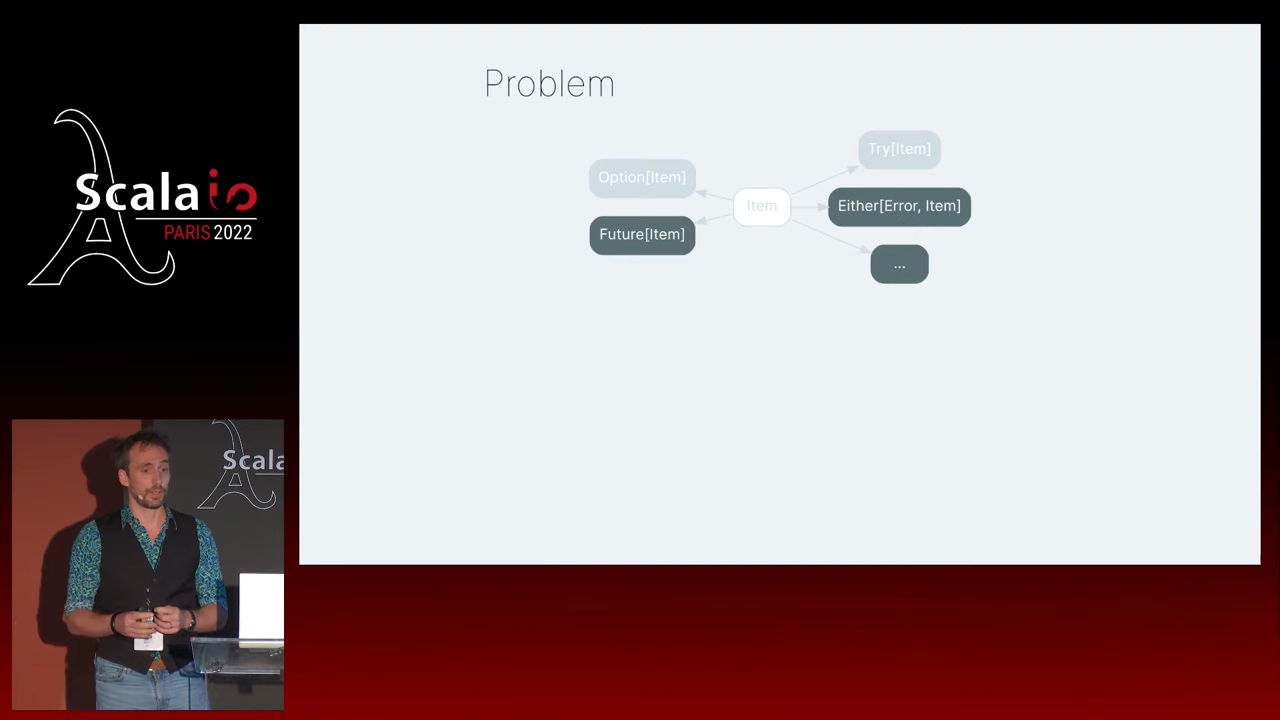 Problem
Option[Item]
Future[Item]
Item
Try[Item]
Either[Error, Item]
...
Scala io
PARIS 2022
Scala